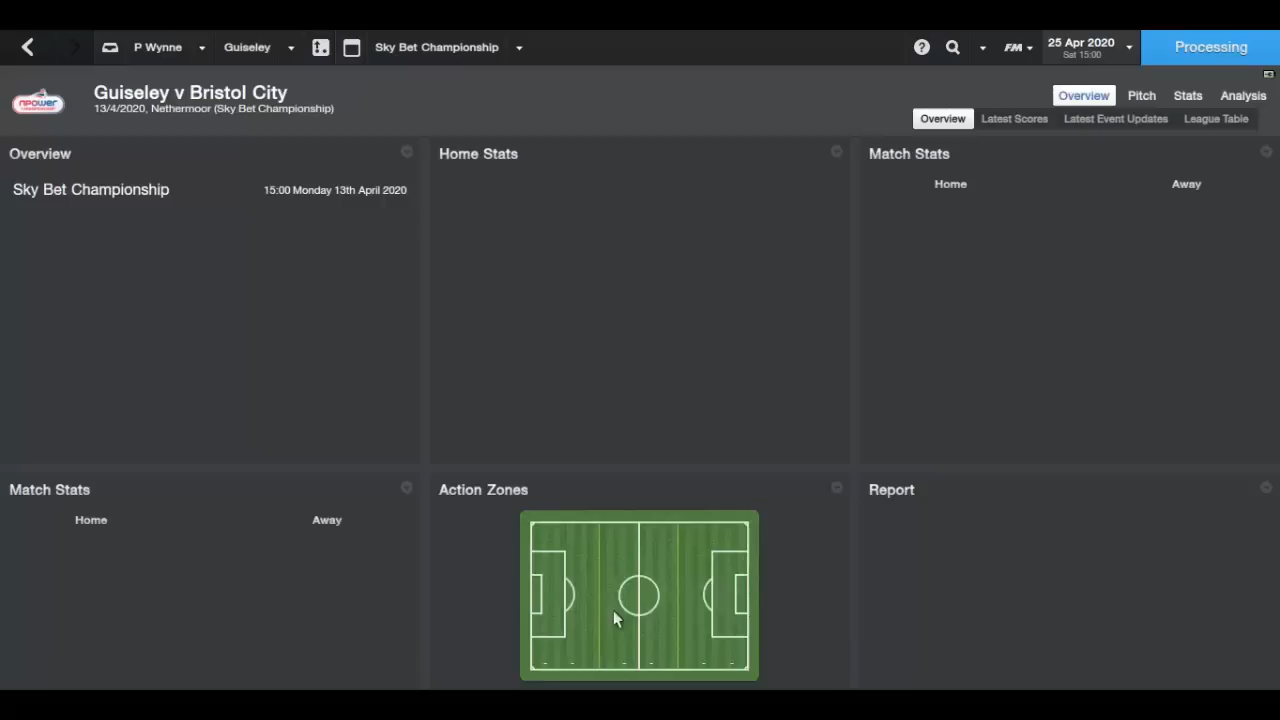 P Wynne
Guiseley
Sky Bet Championship
FM
25 Apr 2020
Sat 15:00
Processing
npower
Guiseley v Bristol City
13/4/2020, Nethermoor (Sky Bet Championship)
Overview Pitch Stats Analysis
Overview Latest Scores Latest Event Updates League Table
Overview
Sky Bet Championship 15:00 Monday 13th April 2020
Home Stats
Match Stats
Home Away
Match Stats
Home Away
Action Zones
Report